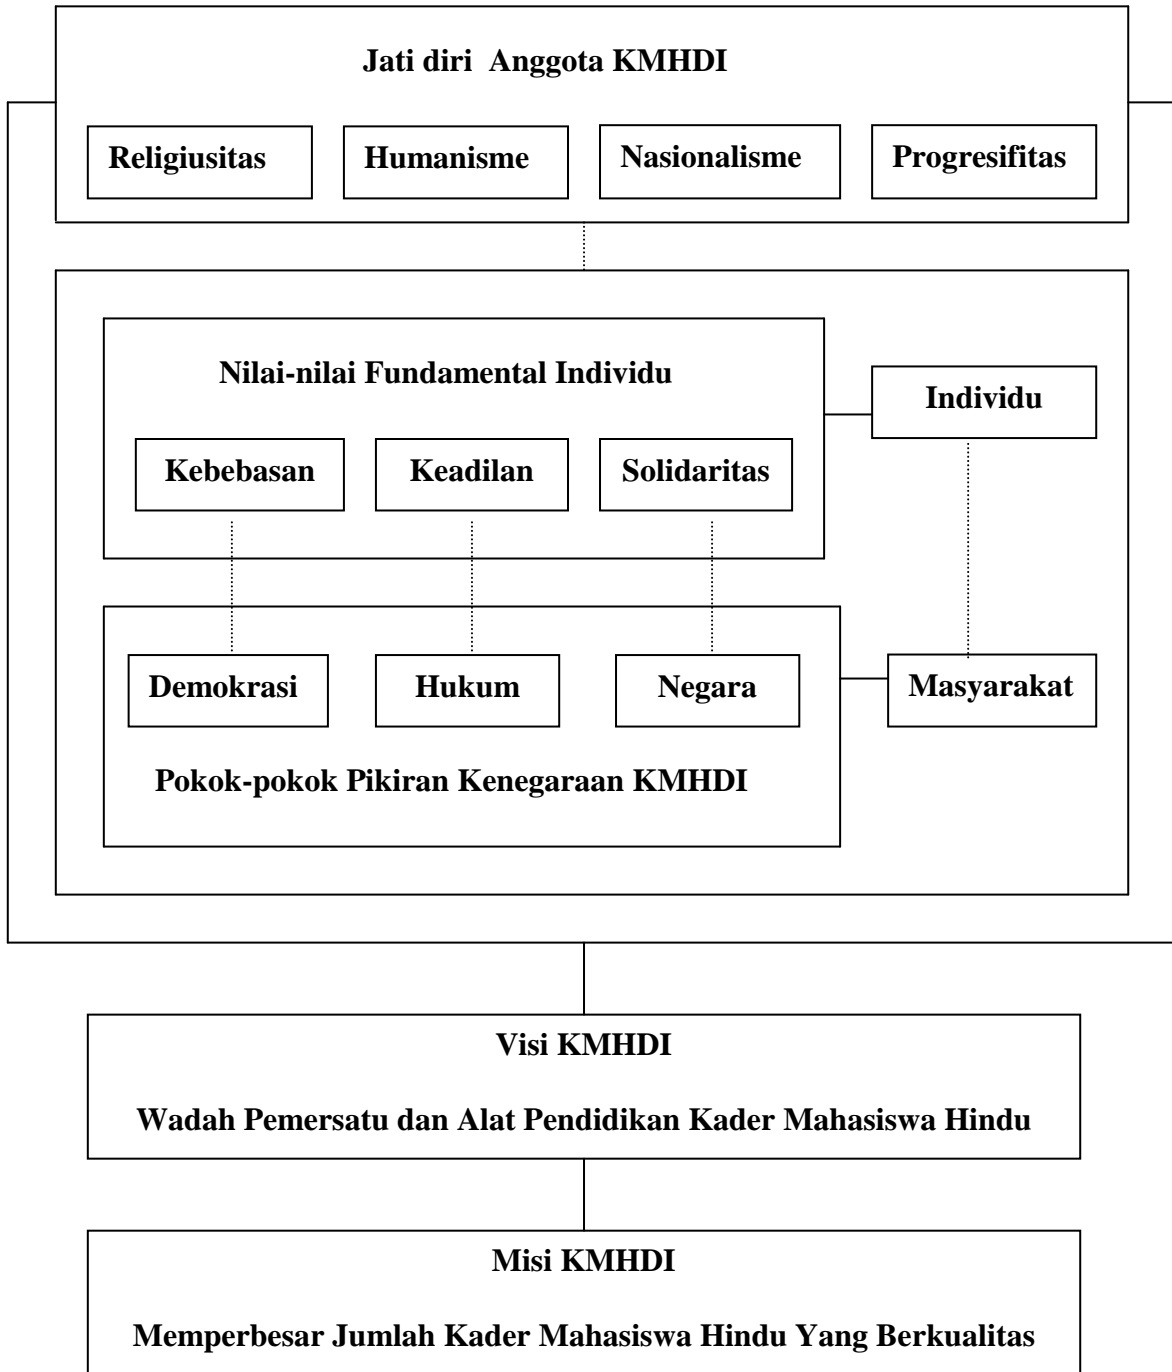 Jati diri Anggota KMHDI
Religiusitas Humanisme Nasionalisme Progresifitas
Nilai-nilai Fundamental Individu
Individu
Kebebasan Keadilan Solidaritas
Demokrasi Hukum Negara Masyarakat
Pokok-pokok Pikiran Kenegaraan KMHDI
Visi KMHDI
Wadah Pemersatu dan Alat Pendidikan Kader Mahasiswa Hindu
Misi KMHDI
Memperbesar Jumlah Kader Mahasiswa Hindu Yang Berkualitas